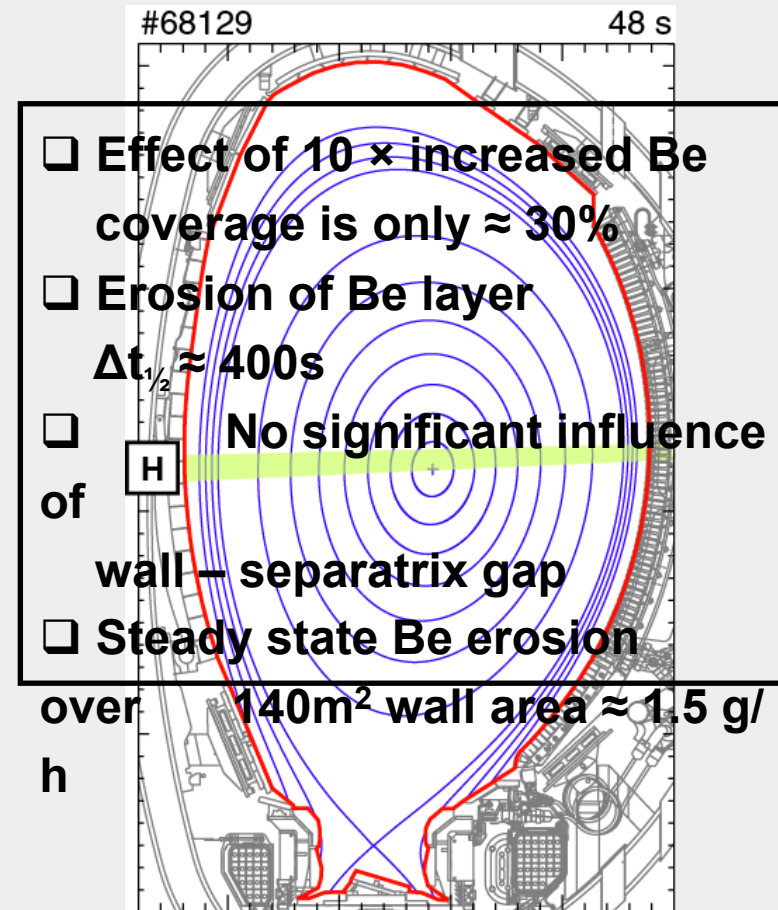 #68129 48 s
❑ Effect of 10 × increased Be
coverage is only ≈ 30%
❑ Erosion of Be layer
Δt½ ≈ 400s
❑ No significant influence
H
of
wall – separatrix gap
❑ Steady state Be erosion
over 140m² wall area ≈ 1.5 g/
h